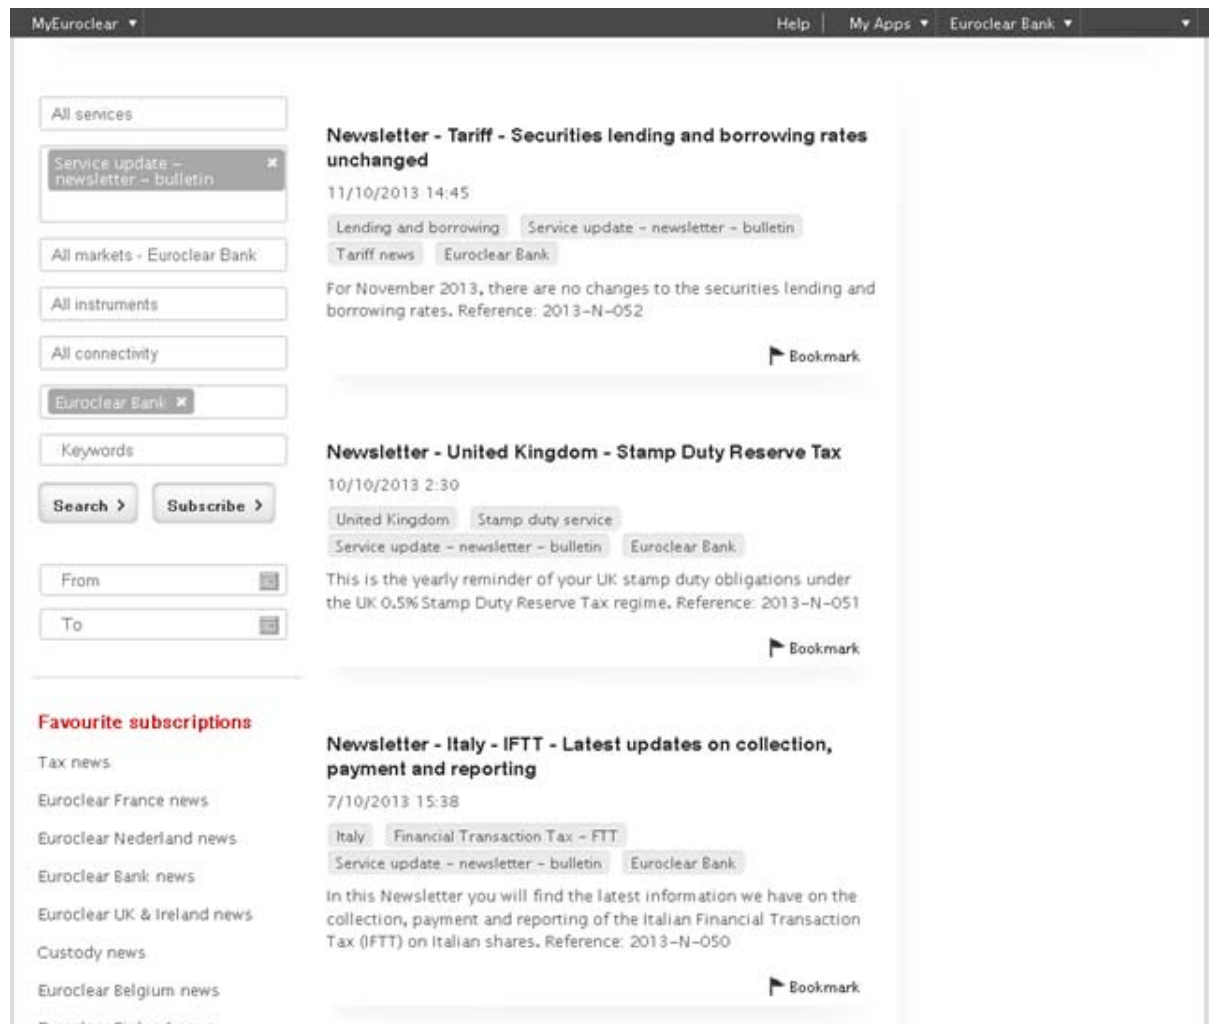 MyEuroclear
Help
My Apps
Euroclear Bank
All services
Service update –
newsletter – bulletin
All markets - Euroclear Bank
All instruments
All connectivity
Euroclear Bank
Keywords
Search
Subscribe
From
To
Favourite subscriptions
Tax news
Euroclear France news
Euroclear Nederland news
Euroclear Bank news
Euroclear UK & Ireland news
Custody news
Euroclear Belgium news
Newsletter - Tariff - Securities lending and borrowing rates
unchanged
11/10/2013 14:45
Lending and borrowing Service update – newsletter – bulletin
Tariff news Euroclear Bank
For November 2013, there are no changes to the securities lending and
borrowing rates. Reference: 2013-N-052
Bookmark
Newsletter - United Kingdom - Stamp Duty Reserve Tax
10/10/2013 2:30
United Kingdom Stamp duty service
Service update – newsletter – bulletin Euroclear Bank
This is the yearly reminder of your UK stamp duty obligations under
the UK 0.5% Stamp Duty Reserve Tax regime. Reference: 2013-N-051
Bookmark
Newsletter - Italy - IFTT - Latest updates on collection,
payment and reporting
7/10/2013 15:38
Italy Financial Transaction Tax – FTT
Service update – newsletter – bulletin Euroclear Bank
In this Newsletter you will find the latest information we have on the
collection, payment and reporting of the Italian Financial Transaction
Tax (IFTT) on Italian shares. Reference: 2013-N-050
Bookmark